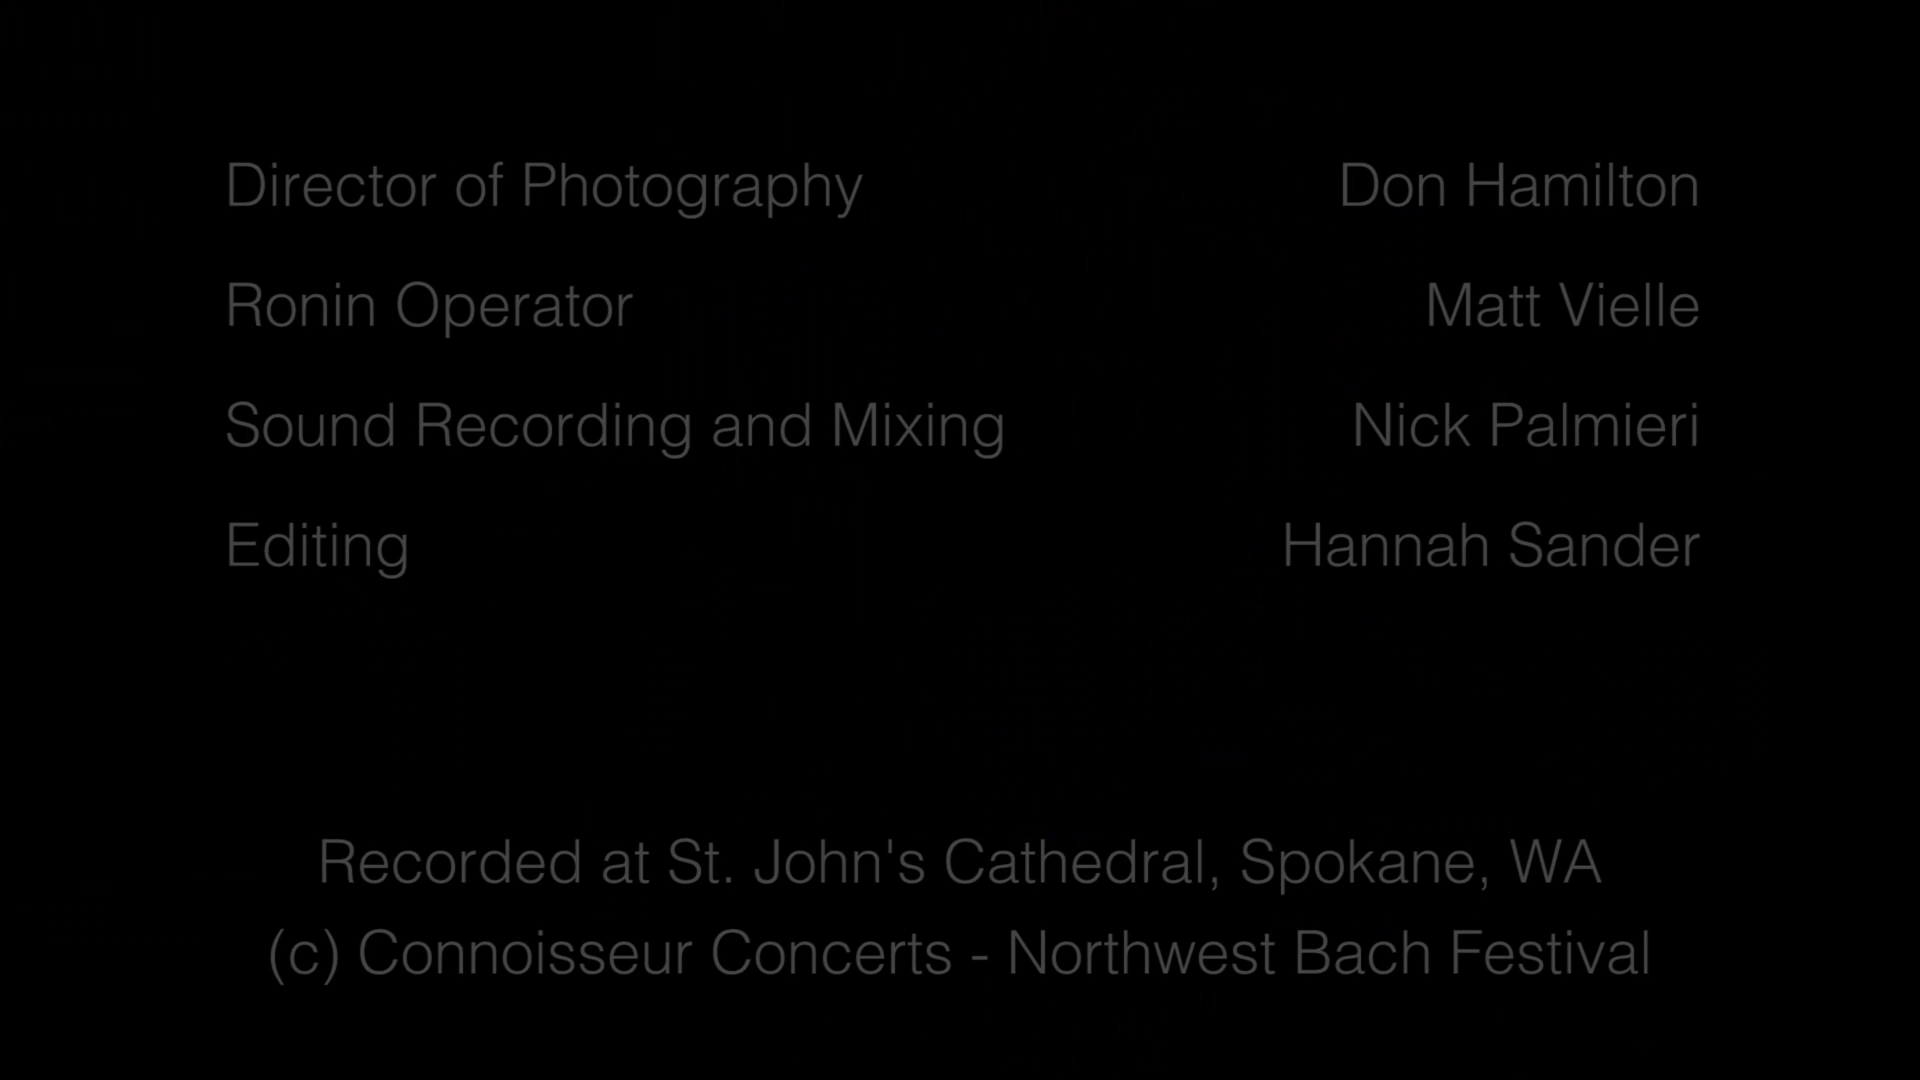 Director of Photography Don Hamilton
Ronin Operator Matt Vielle
Sound Recording and Mixing Nick Palmieri
Editing Hannah Sander
Recorded at St. John's Cathedral, Spokane, WA
(c) Connoisseur Concerts - Northwest Bach Festival